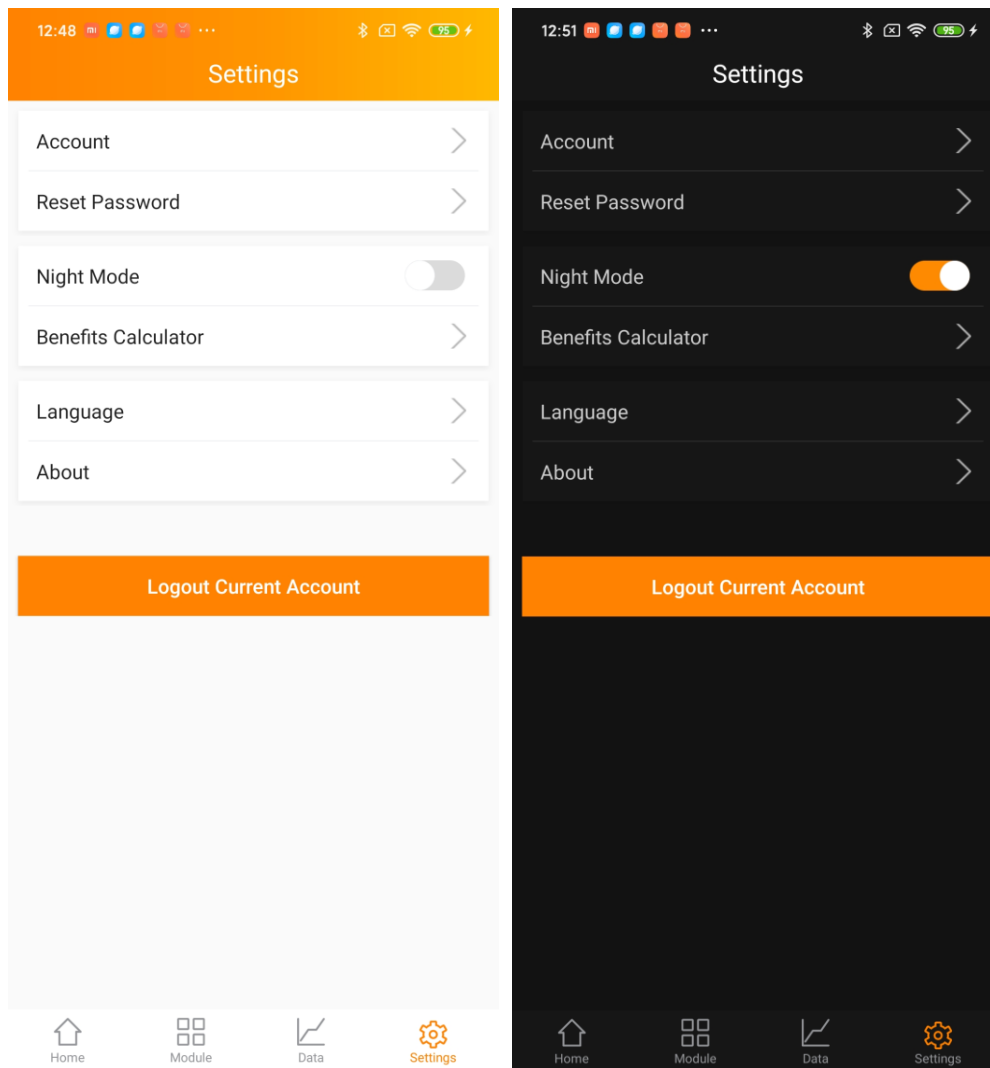 12:48
95
Settings
Account
Reset Password
Night Mode
Benefits Calculator
Language
About
Logout Current Account
Home
Module
Data
Settings
12:51
95
Settings
Account
Reset Password
Night Mode
Benefits Calculator
Language
About
Logout Current Account
Home
Module
Data
Settings